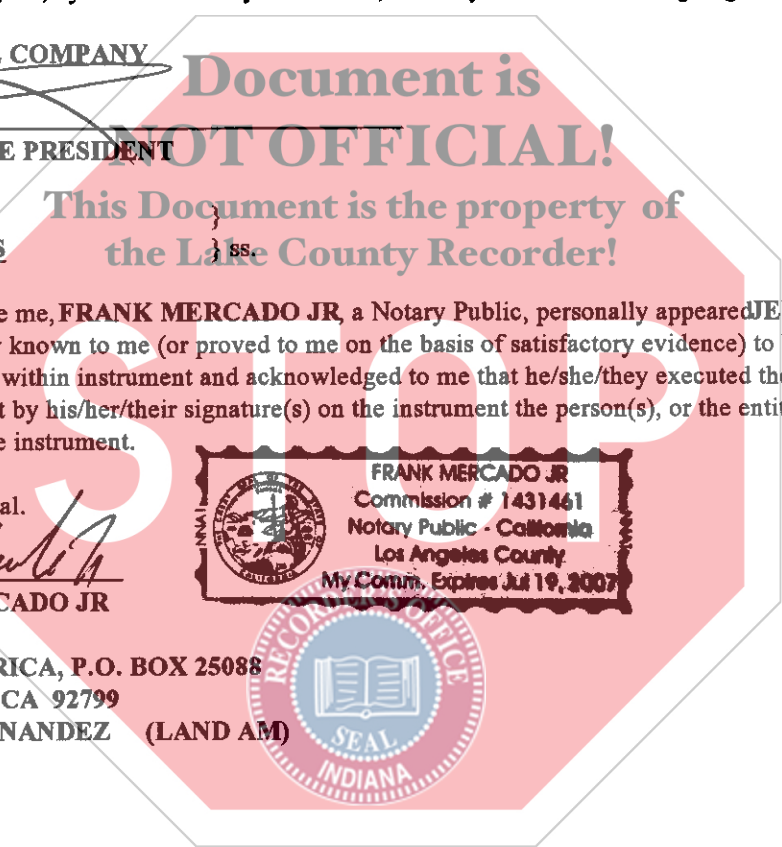 COMPANY
Document is
NOT OFFICIAL!
E PRESIDENT
This Document is the property of
}
the Lake County Recorder!
S } ss.
e me, FRANK MERCADO JR, a Notary Public, personally appeared JE
known to me (or proved to me on the basis of satisfactory evidence) to
within instrument and acknowledged to me that he/she/they executed the
t by his/her/their signature(s) on the instrument the person(s), or the entit
e instrument.
STOP
FRANK MERCADO JR
Commission # 1431461
Notary Public - California
Los Angeles County
My Comm. Expires Jul 19, 2007
al.
CADO JR
RECORDER'S OFFICE
SEAL
INDIANA
RICA, P.O. BOX 25088
CA 92799
NANDEZ (LAND AM)